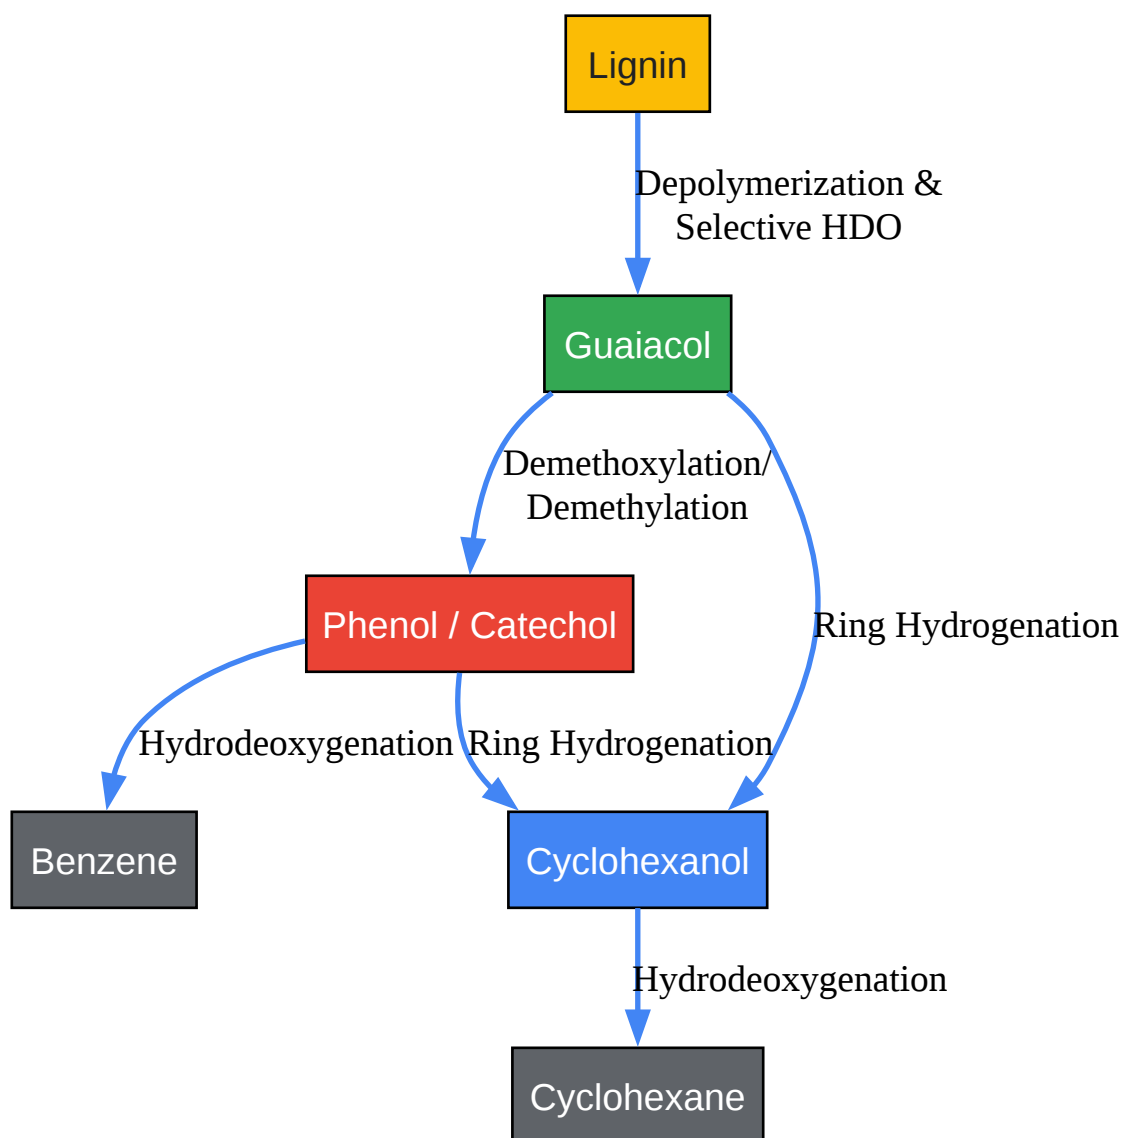 Lignin
Depolymerization &
Selective HDO
Guaiacol
Demethoxylation/
Demethylation
Phenol / Catechol
Ring Hydrogenation
Hydrodeoxygenation
Ring Hydrogenation
Benzene
Cyclohexanol
Hydrodeoxygenation
Cyclohexane